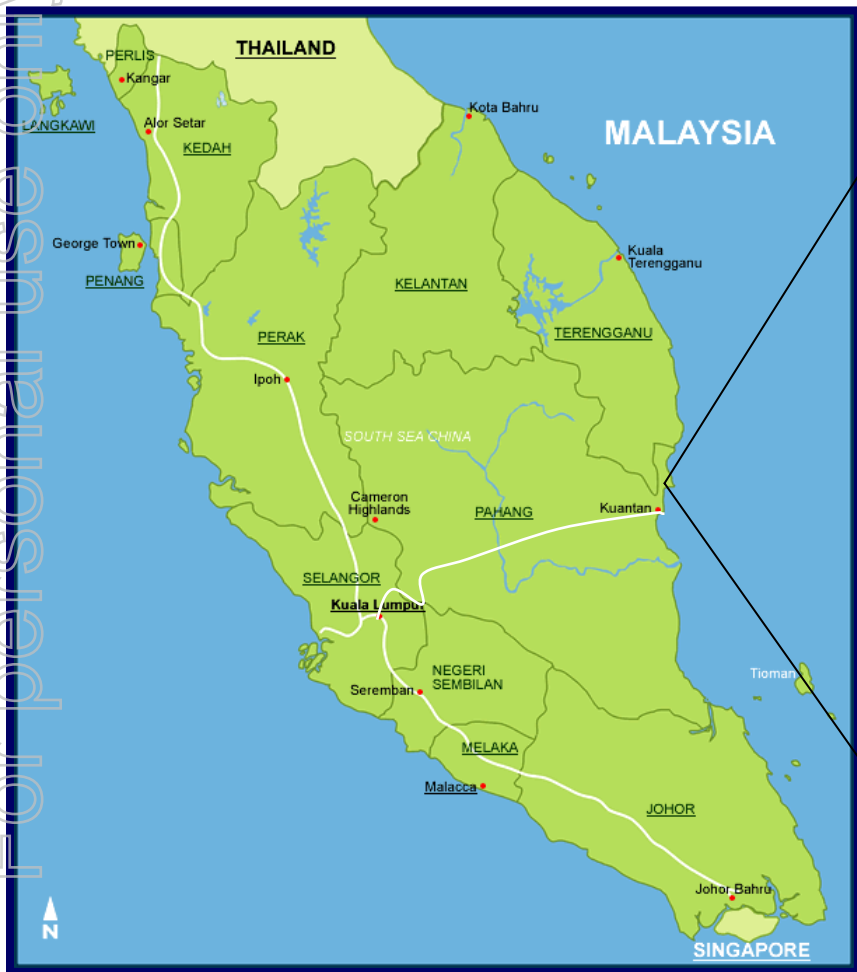 For personal use only
THAILAND
PERLIS
Kangar
LANGKAWI
Alor Setar
KEDAH
Kota Bahru
MALAYSIA
George Town
PENANG
Kuala
Terengganu
KELANTAN
TERENGGANU
PERAK
Ipoh
SOUTH SEA CHINA
Cameron
Highlands
PAHANG
Kuantan
SELANGOR
Kuala Lumpur
NEGERI
SEMBILAN
Seremban
Tioman
MELAKA
Malacca
JOHOR
Johor Bahru
N
SINGAPORE